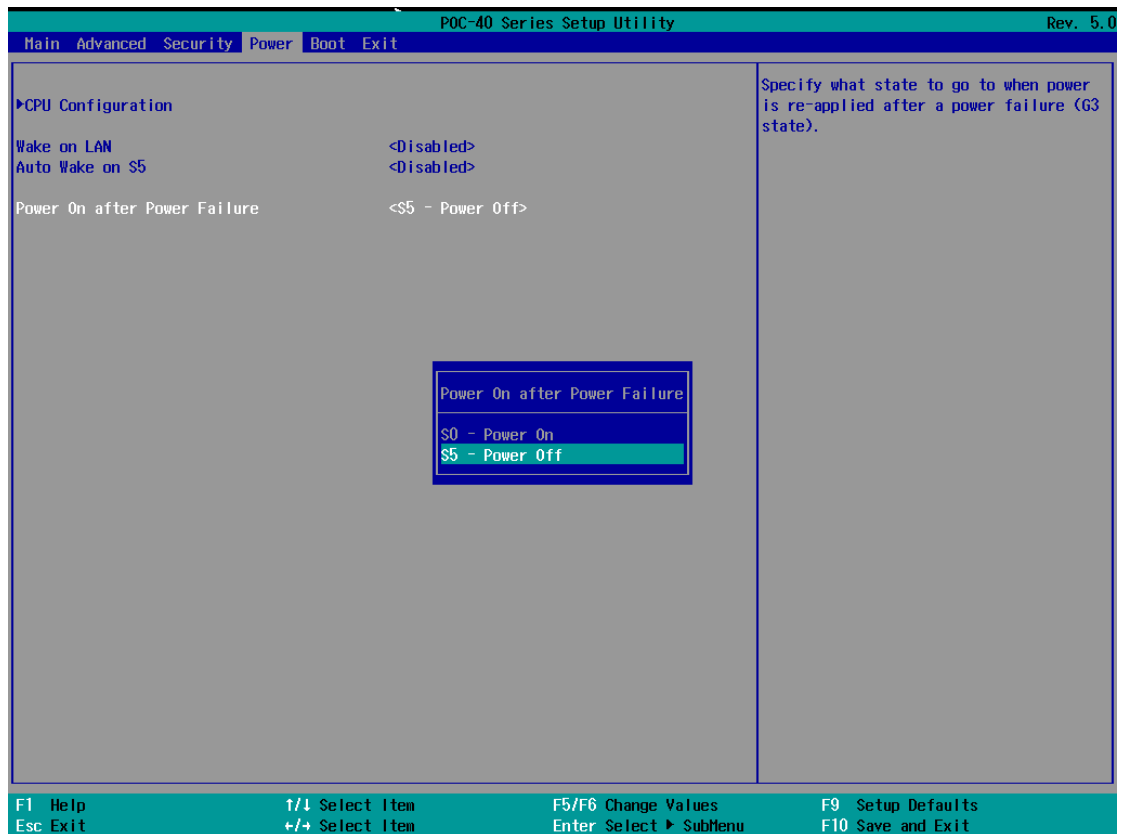 POC-40 Series Setup Utility Rev. 5.0
Main Advanced Security Power Boot Exit
▶CPU Configuration
Wake on LAN <Disabled>
Auto Wake on S5 <Disabled>
Power On after Power Failure <S5 - Power Off>
Specify what state to go to when power
is re-applied after a power failure (G3
state).
Power On after Power Failure
S0 - Power On
S5 - Power Off
F1 Help ↑/↓ Select Item F5/F6 Change Values F9 Setup Defaults
Esc Exit ←/→ Select Item Enter Select ▶ SubMenu F10 Save and Exit